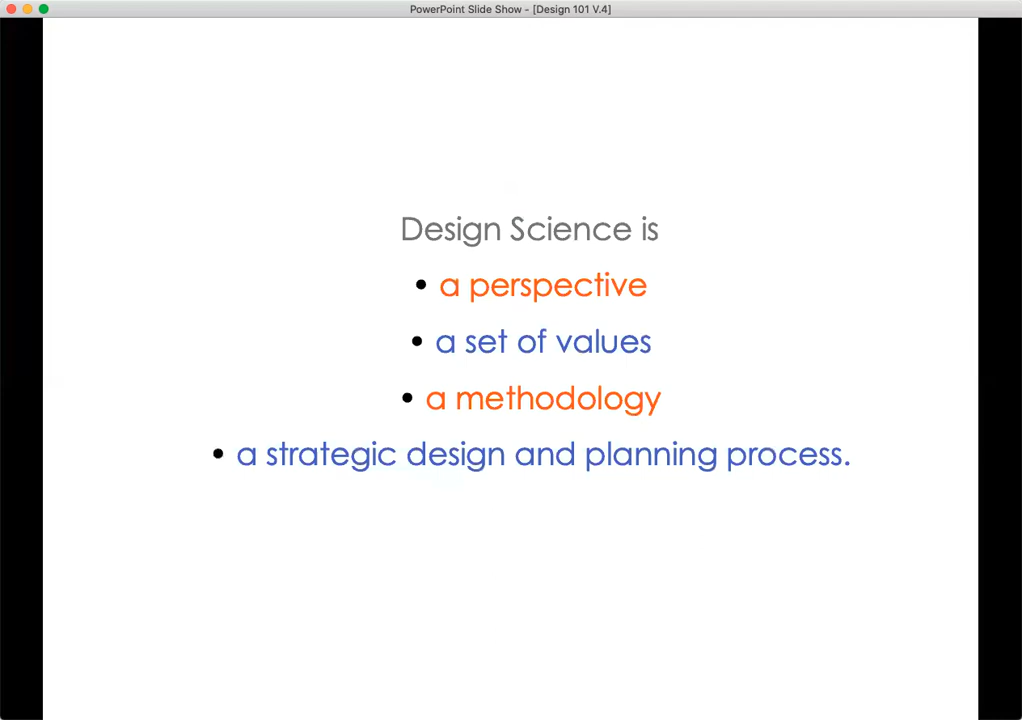 PowerPoint Slide Show - [Design 101 V.4]
Design Science is
• a perspective
• a set of values
• a methodology
• a strategic design and planning process.